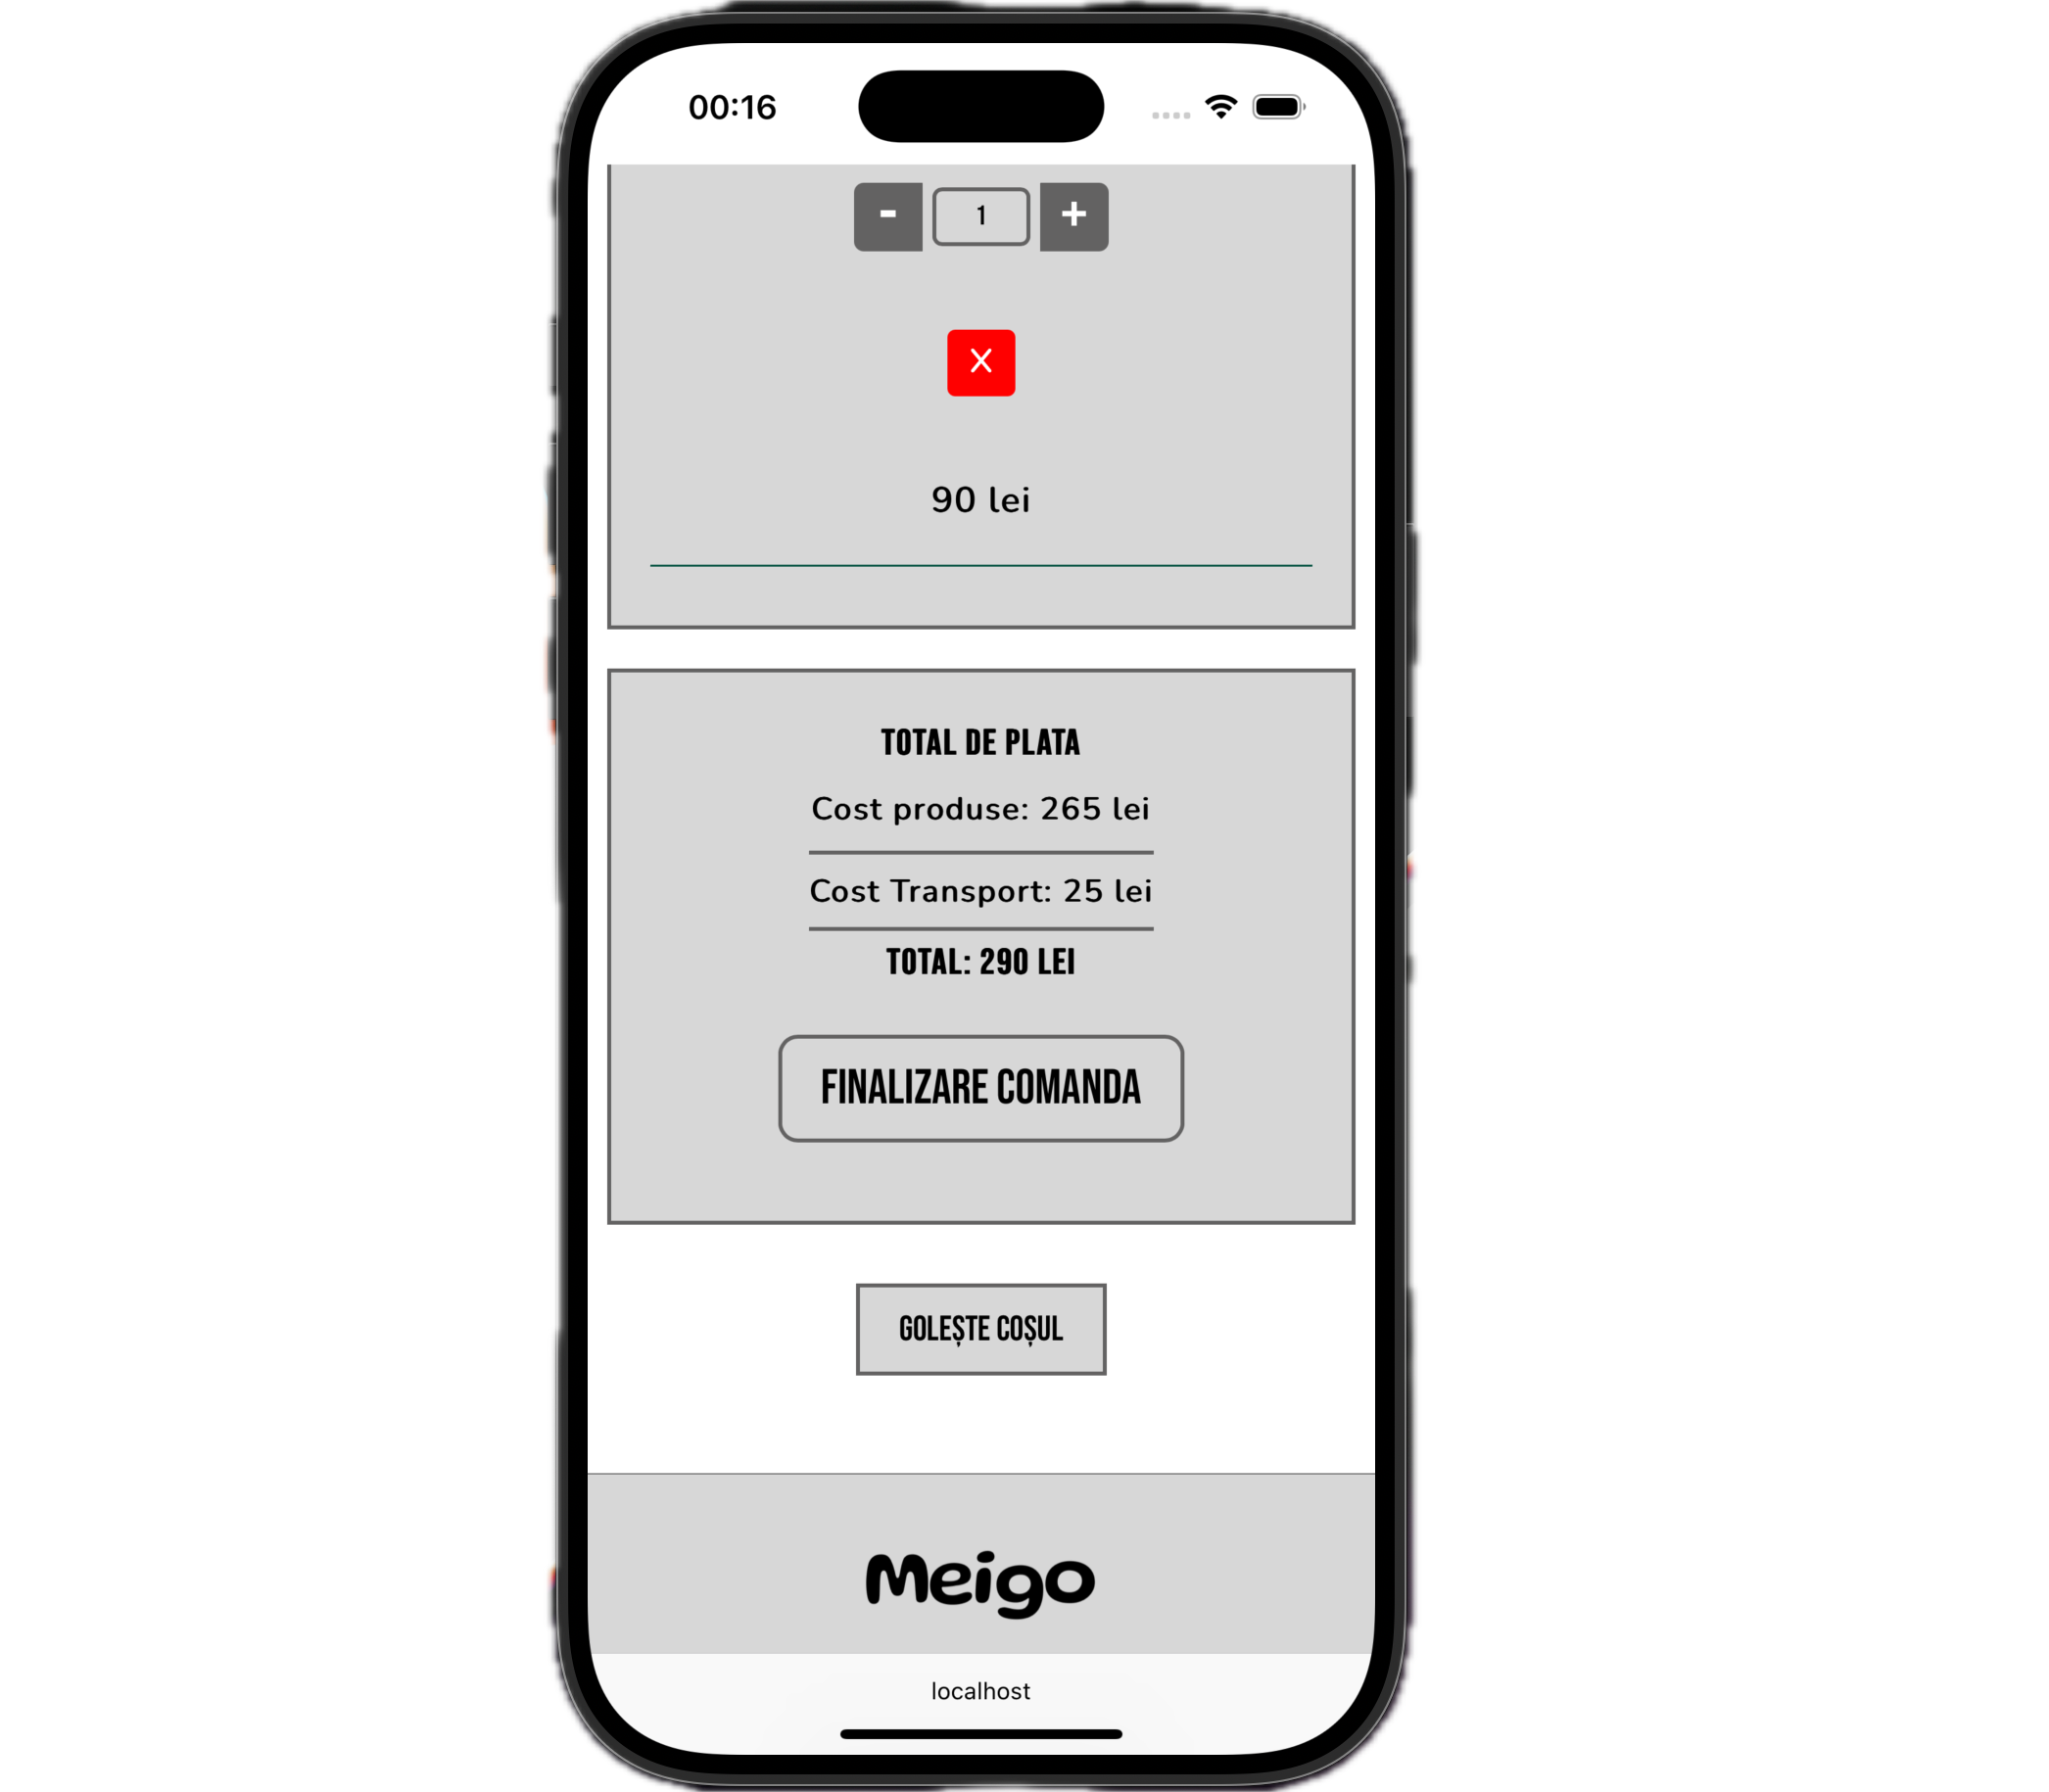 00:16
- 1 +
X
90 lei
TOTAL DE PLATA
Cost produse: 265 lei
Cost Transport: 25 lei
TOTAL: 290 LEI
FINALIZARE COMANDA
GOLEȘTE COȘUL
Meigo
localhost